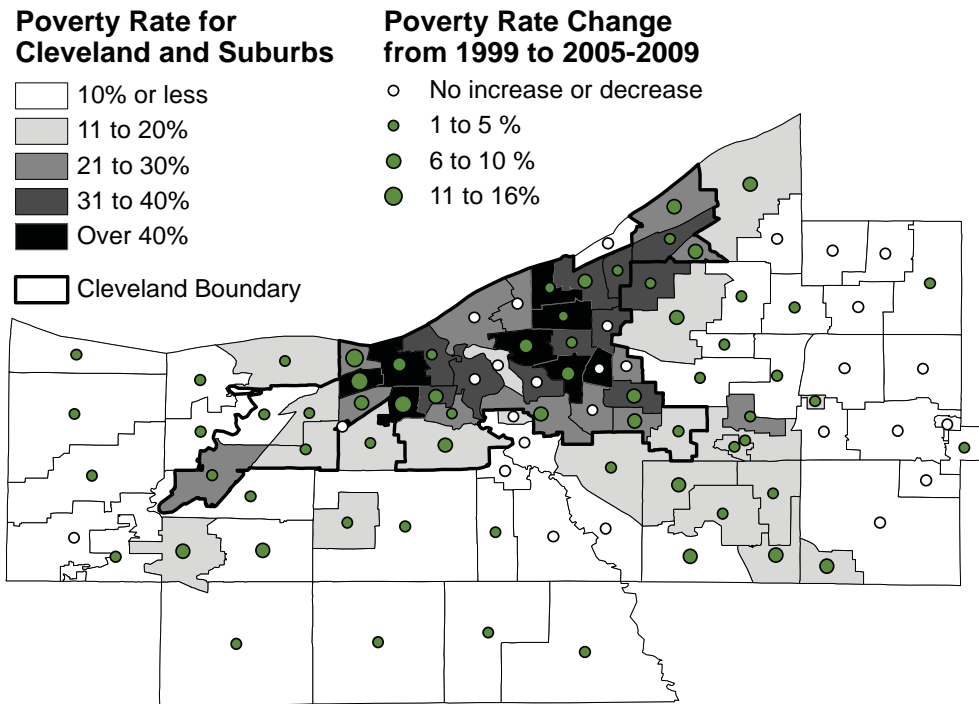 Poverty Rate for
Cleveland and Suburbs
10% or less
11 to 20%
21 to 30%
31 to 40%
Over 40%
Cleveland Boundary
Poverty Rate Change
from 1999 to 2005-2009
No increase or decrease
1 to 5 %
6 to 10 %
11 to 16%